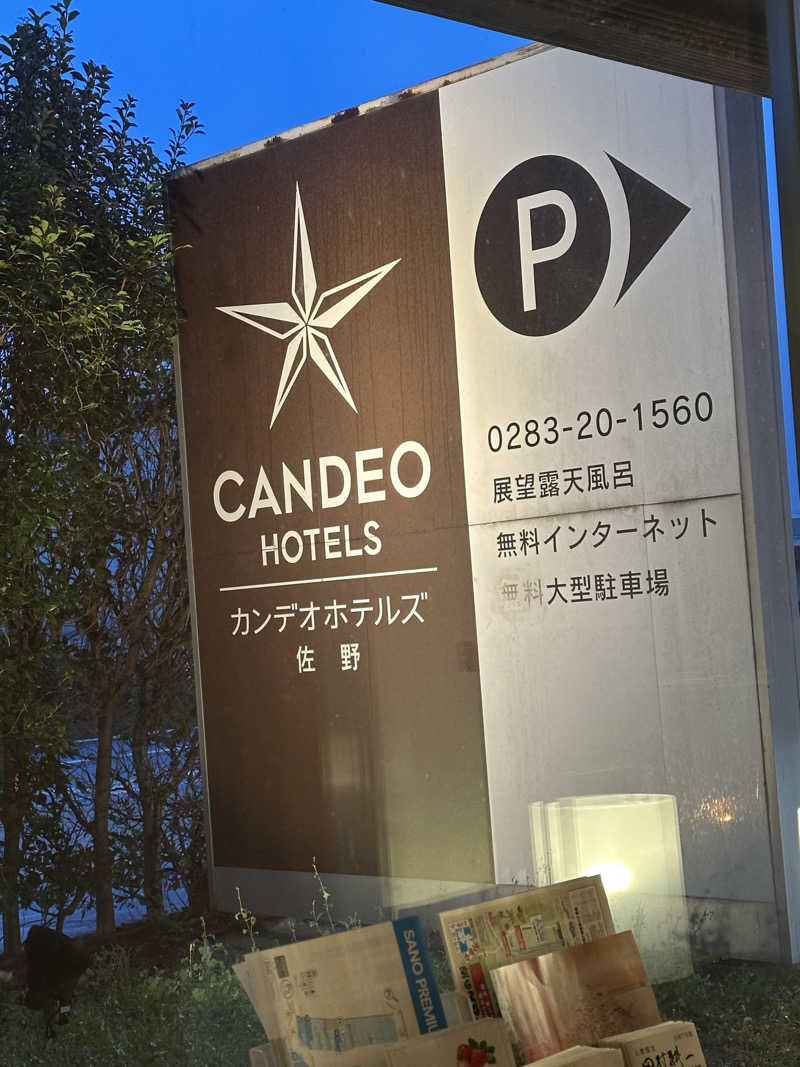 CANDEO
HOTELS
カンデオホテルズ
佐野
P
0283-20-1560
展望露天風呂
無料インターネット
無料大型駐車場
SANO PREMIU